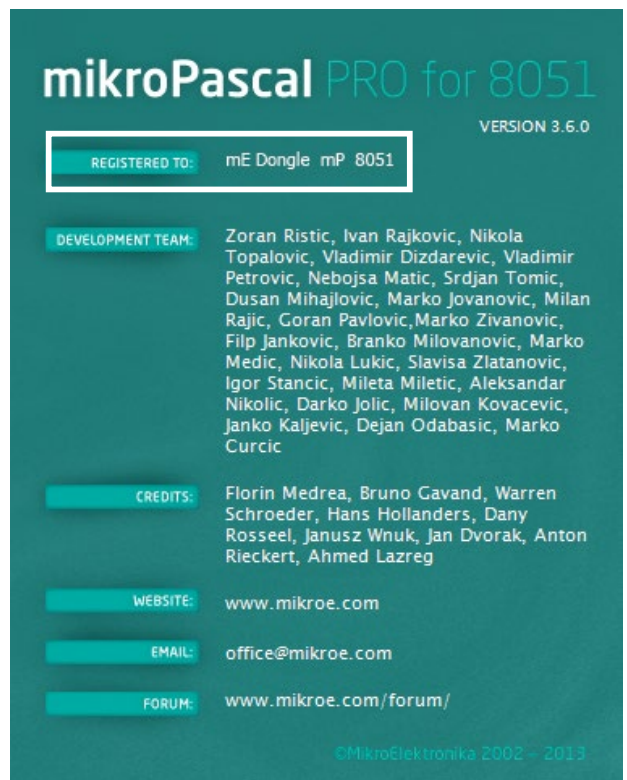 mikroPascal PRO for 8051
VERSION 3.6.0
REGISTERED TO: mE Dongle mP 8051
DEVELOPMENT TEAM: Zoran Ristic, Ivan Rajkovic, Nikola
Topalovic, Vladimir Dizdarevic, Vladimir
Petrovic, Nebojsa Matic, Srdjan Tomic,
Dusan Mihajlovic, Marko Jovanovic, Milan
Rajic, Goran Pavlovic,Marko Zivanovic,
Filp Jankovic, Branko Milovanovic, Marko
Medic, Nikola Lukic, Slavisa Zlatanovic,
Igor Stancic, Mileta Miletic, Aleksandar
Nikolic, Darko Jolic, Milovan Kovacevic,
Janko Kaljevic, Dejan Odabasic, Marko
Curcic
CREDITS: Florin Medrea, Bruno Gavand, Warren
Schroeder, Hans Hollanders, Dany
Rosseel, Janusz Wnuk, Jan Dvorak, Anton
Rieckert, Ahmed Lazreg
WEBSITE: www.mikroe.com
EMAIL: office@mikroe.com
FORUM: www.mikroe.com/forum/
©MikroElektronika 2002 – 2013